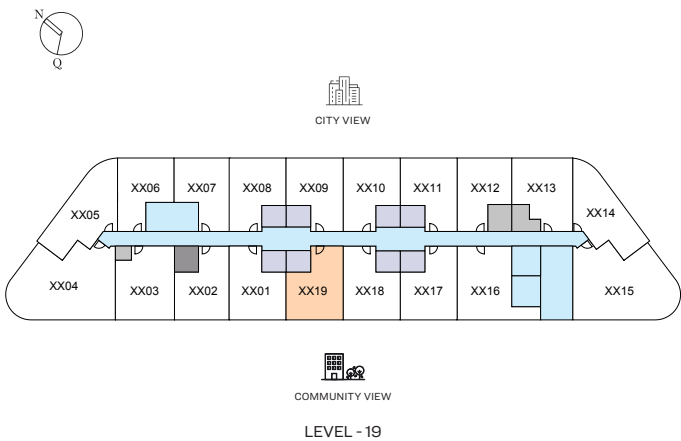 N
Q
CITY VIEW
XX06 XX07 XX08 XX09 XX10 XX11 XX12 XX13
XX05 XX14
XX04 XX03 XX02 XX01 XX19 XX18 XX17 XX16 XX15
COMMUNITY VIEW
LEVEL - 19